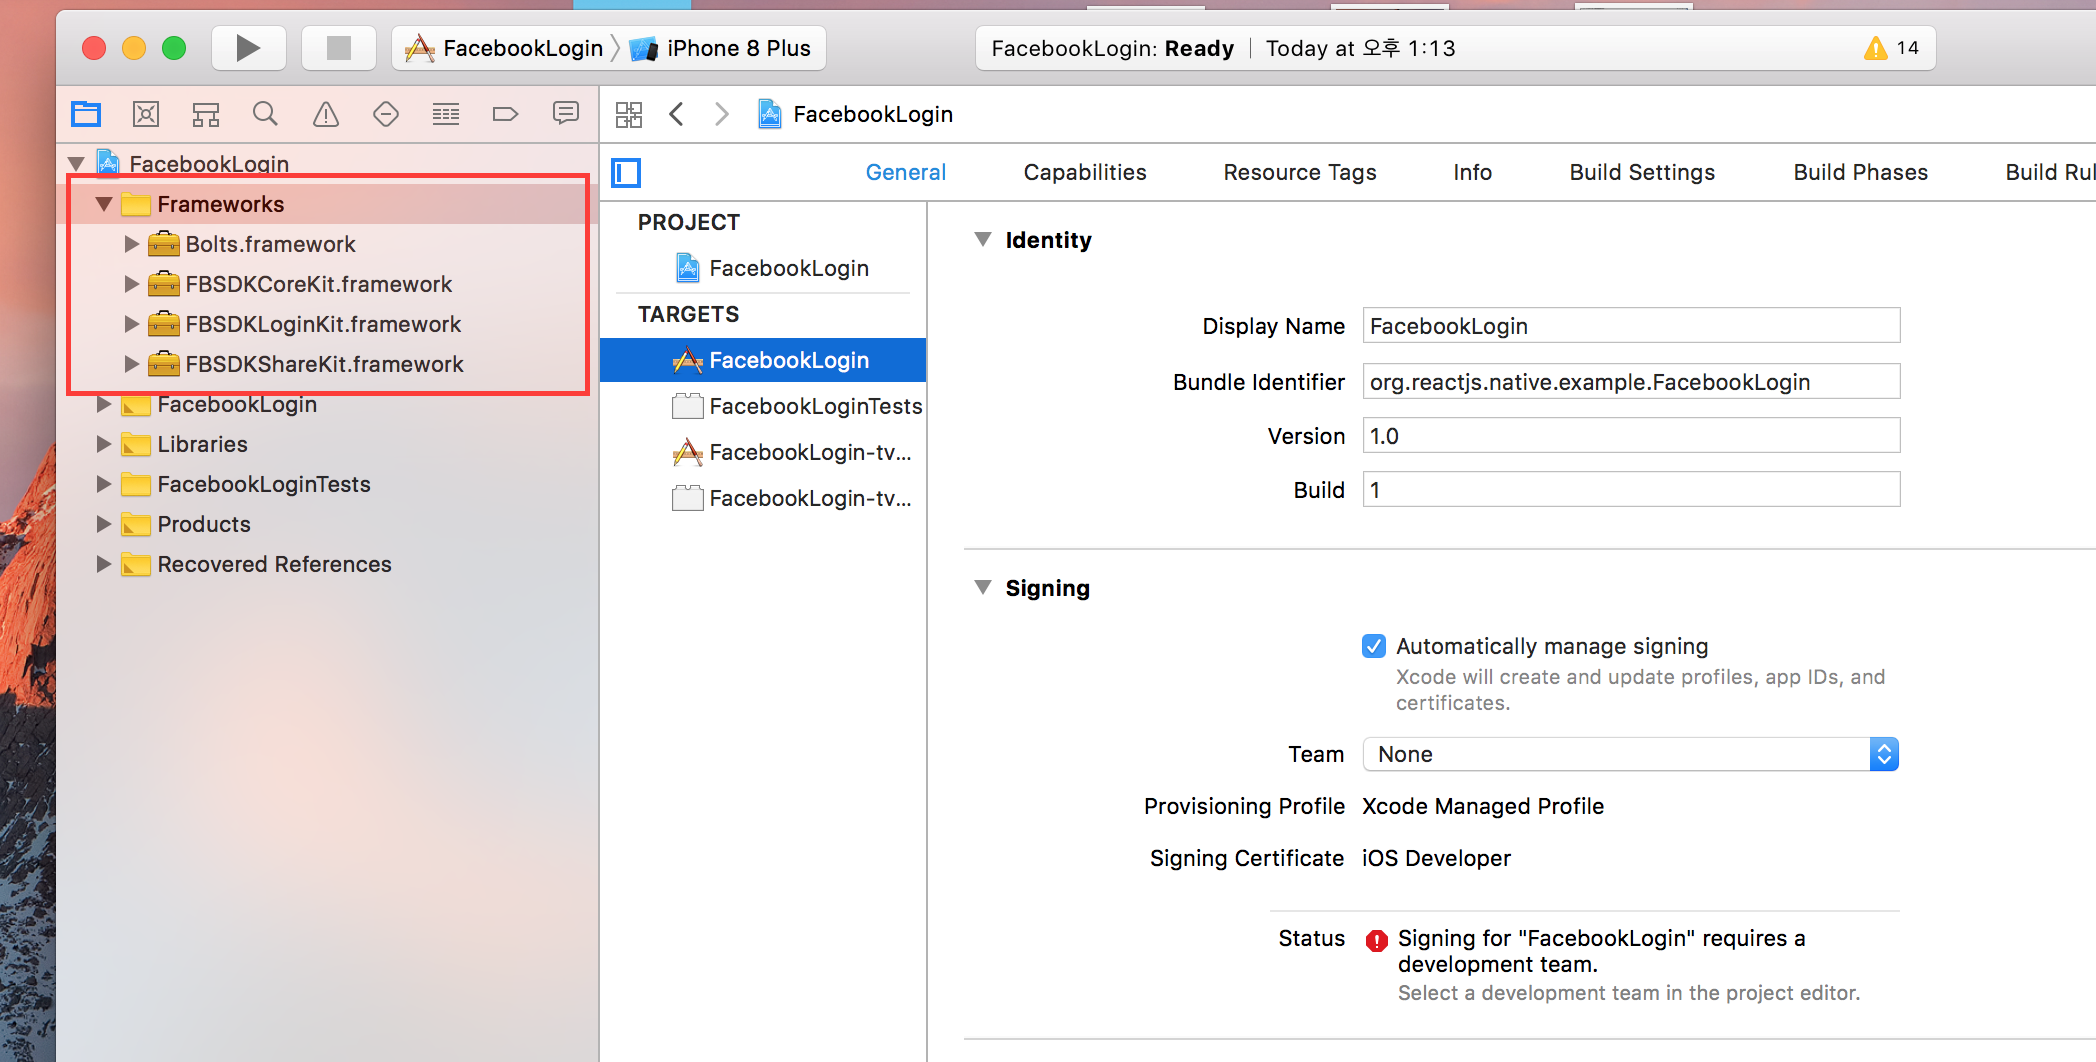 FacebookLogin iPhone 8 Plus
FacebookLogin: Ready Today at 오후 1:13
14
FacebookLogin
FacebookLogin
Frameworks
Bolts.framework
FBSDKCoreKit.framework
FBSDKLoginKit.framework
FBSDKShareKit.framework
FacebookLogin
Libraries
FacebookLoginTests
Products
Recovered References
General Capabilities Resource Tags Info Build Settings Build Phases Build Rul
PROJECT
FacebookLogin
TARGETS
FacebookLogin
FacebookLoginTests
FacebookLogin-tv...
FacebookLogin-tv...
Identity
Display Name FacebookLogin
Bundle Identifier org.reactjs.native.example.FacebookLogin
Version 1.0
Build 1
Signing
Automatically manage signing
Xcode will create and update profiles, app IDs, and
certificates.
Team None
Provisioning Profile Xcode Managed Profile
Signing Certificate iOS Developer
Status Signing for "FacebookLogin" requires a
development team.
Select a development team in the project editor.